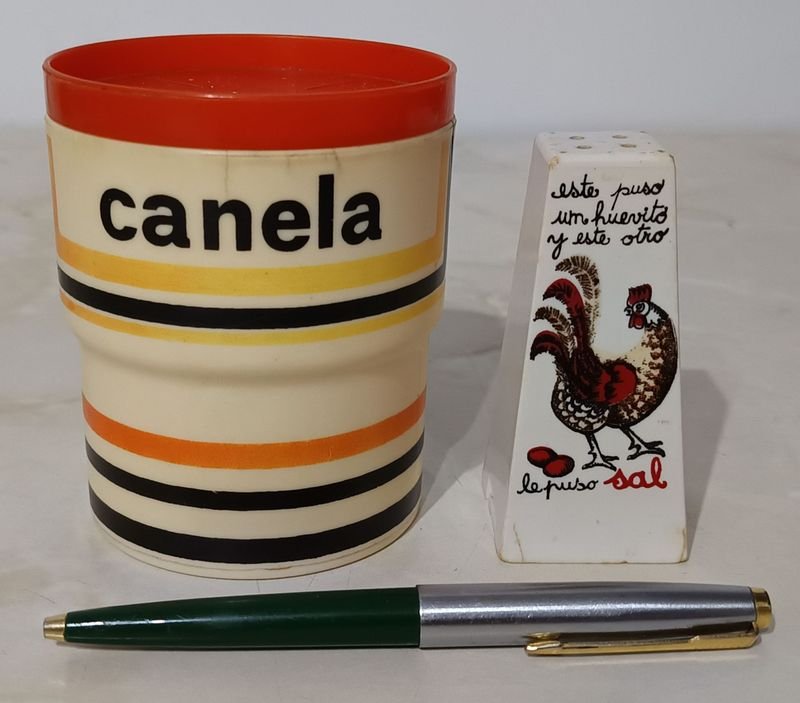 canela
este puso
un huevito
y este otro
le puso sal